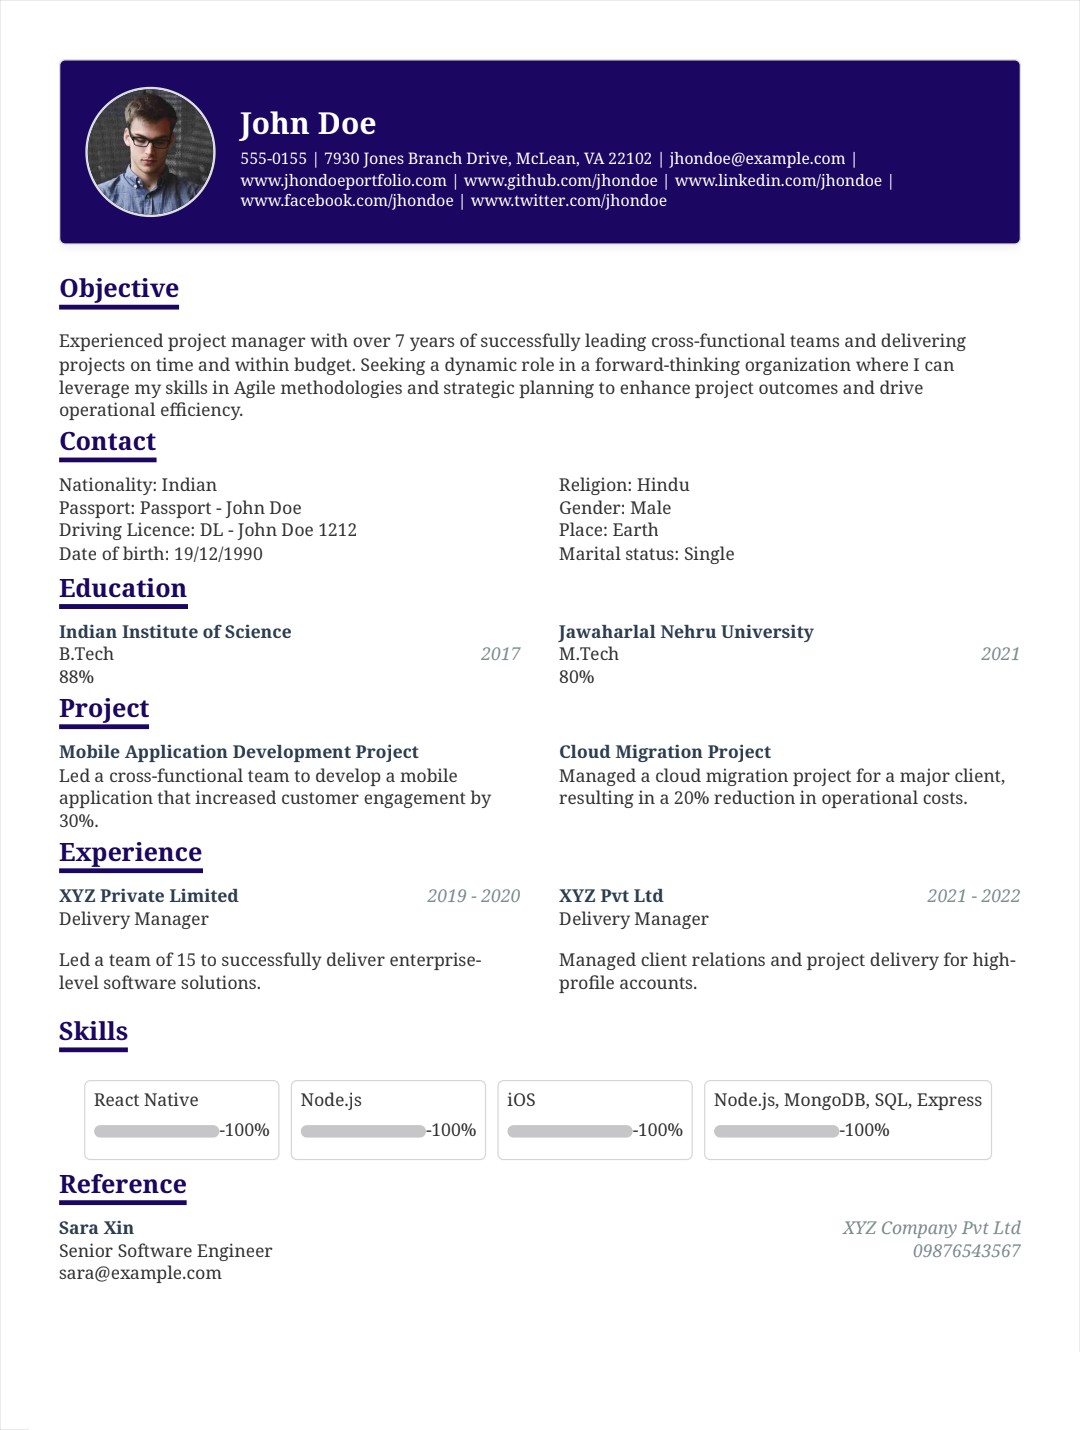 John Doe
555-0155 | 7930 Jones Branch Drive, McLean, VA 22102 | jhondoe@example.com |
www.jhondoeportfolio.com | www.github.com/jhondoe | www.linkedin.com/jhondoe |
www.facebook.com/jhondoe | www.twitter.com/jhondoe
Objective
Experienced project manager with over 7 years of successfully leading cross-functional teams and delivering
projects on time and within budget. Seeking a dynamic role in a forward-thinking organization where I can
leverage my skills in Agile methodologies and strategic planning to enhance project outcomes and drive
operational efficiency.
Contact
Nationality: Indian
Passport: Passport - John Doe
Driving Licence: DL - John Doe 1212
Date of birth: 19/12/1990
Religion: Hindu
Gender: Male
Place: Earth
Marital status: Single
Education
Indian Institute of Science
B.Tech 2017
88%
Jawaharlal Nehru University
M.Tech 2021
80%
Project
Mobile Application Development Project
Led a cross-functional team to develop a mobile
application that increased customer engagement by
30%.
Cloud Migration Project
Managed a cloud migration project for a major client,
resulting in a 20% reduction in operational costs.
Experience
XYZ Private Limited 2019 - 2020
Delivery Manager
Led a team of 15 to successfully deliver enterprise-
level software solutions.
XYZ Pvt Ltd 2021 - 2022
Delivery Manager
Managed client relations and project delivery for high-
profile accounts.
Skills
React Native
-100%
Node.js
-100%
iOS
-100%
Node.js, MongoDB, SQL, Express
-100%
Reference
Sara Xin
Senior Software Engineer
sara@example.com
XYZ Company Pvt Ltd
09876543567